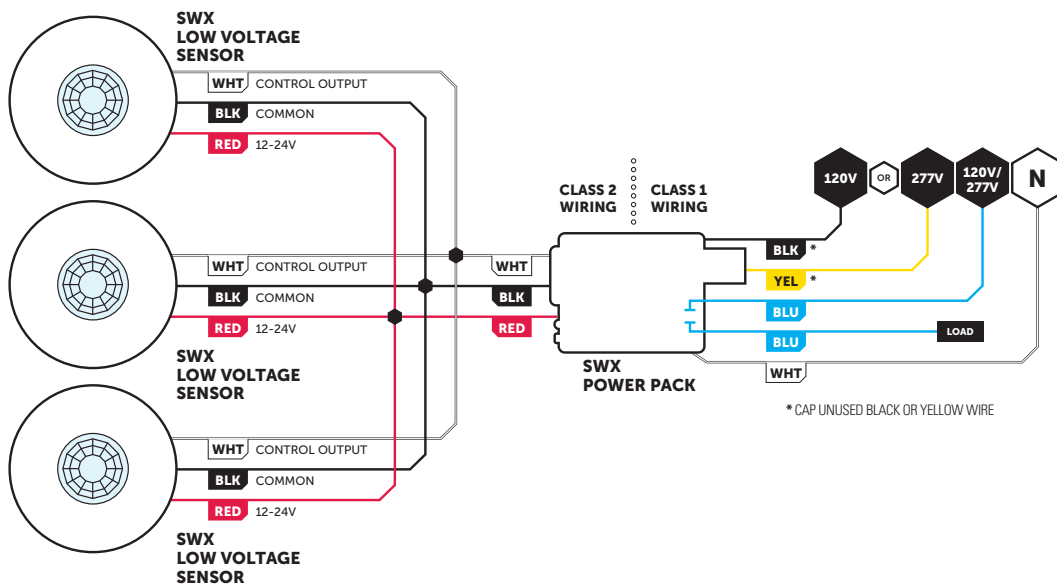 SWX
LOW VOLTAGE
SENSOR
WHT CONTROL OUTPUT
BLK COMMON
RED 12-24V
WHT CONTROL OUTPUT
BLK COMMON
RED 12-24V
SWX
LOW VOLTAGE
SENSOR
WHT CONTROL OUTPUT
BLK COMMON
RED 12-24V
SWX
LOW VOLTAGE
SENSOR
WHT
BLK
RED
CLASS 2
WIRING
CLASS 1
WIRING
SWX
POWER PACK
120V OR 277V
120V/
277V
N
BLK *
YEL *
BLU
BLU
LOAD
WHT
* CAP UNUSED BLACK OR YELLOW WIRE